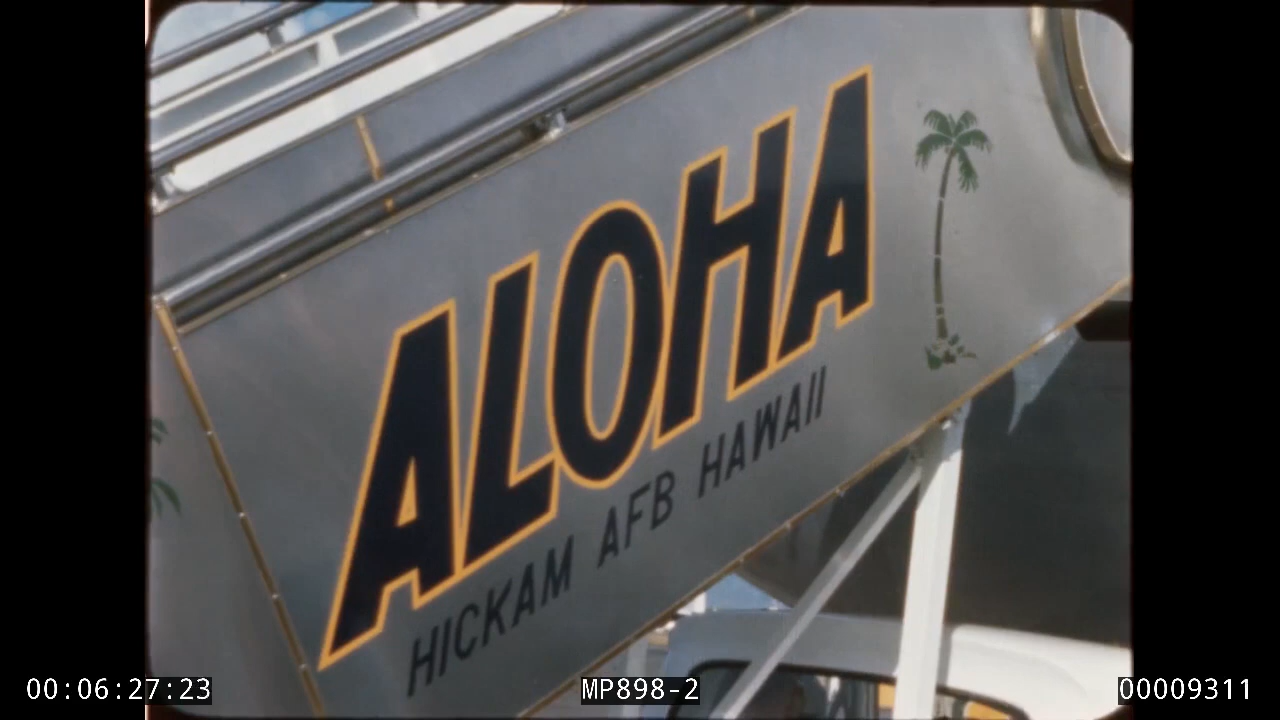 ALOHA
HICKAM AFB HAWAII
00:06:27:23
MP898-2
00009311